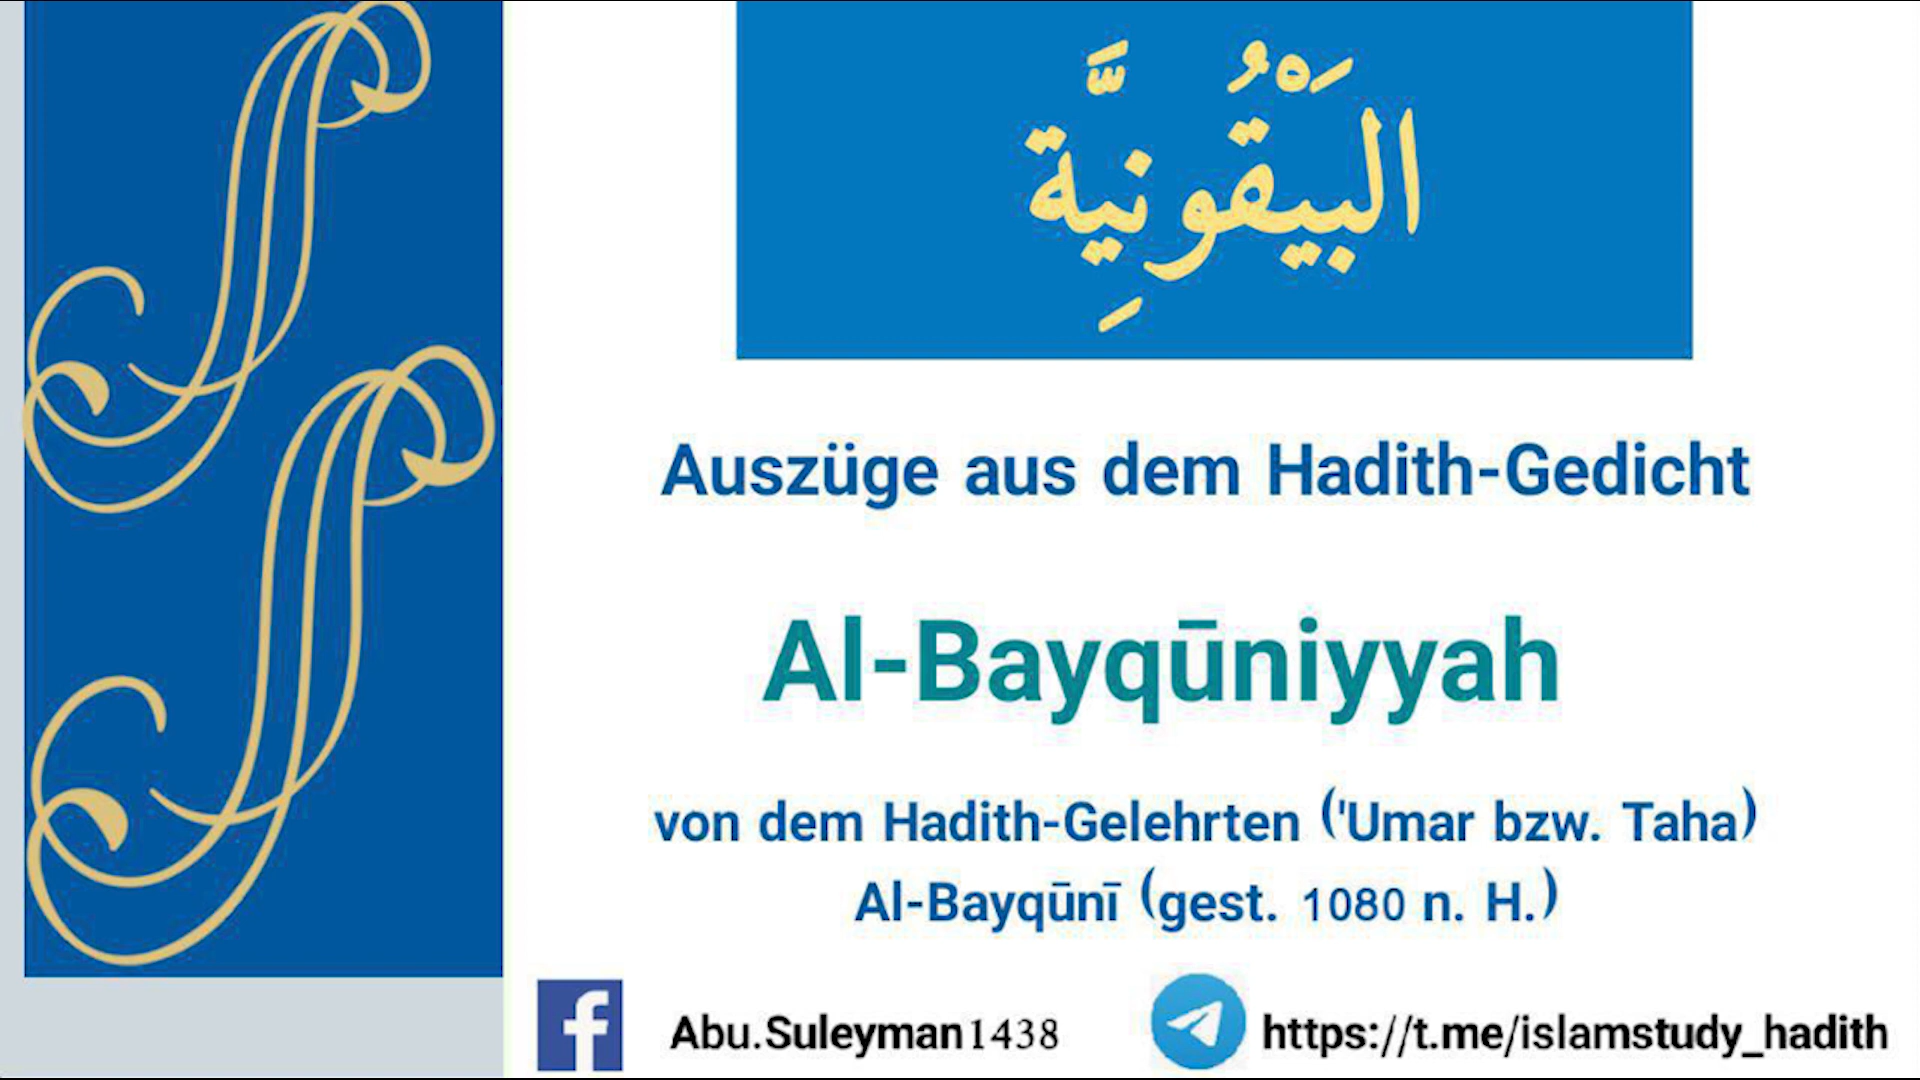 البَيْقُونِيَّة
Auszüge aus dem Hadith-Gedicht
Al-Bayqūniyyah
von dem Hadith-Gelehrten ('Umar bzw. Taha)
Al-Bayqūnī (gest. 1080 n. H.)
Abu.Suleyman1438
https://t.me/islamstudy_hadith